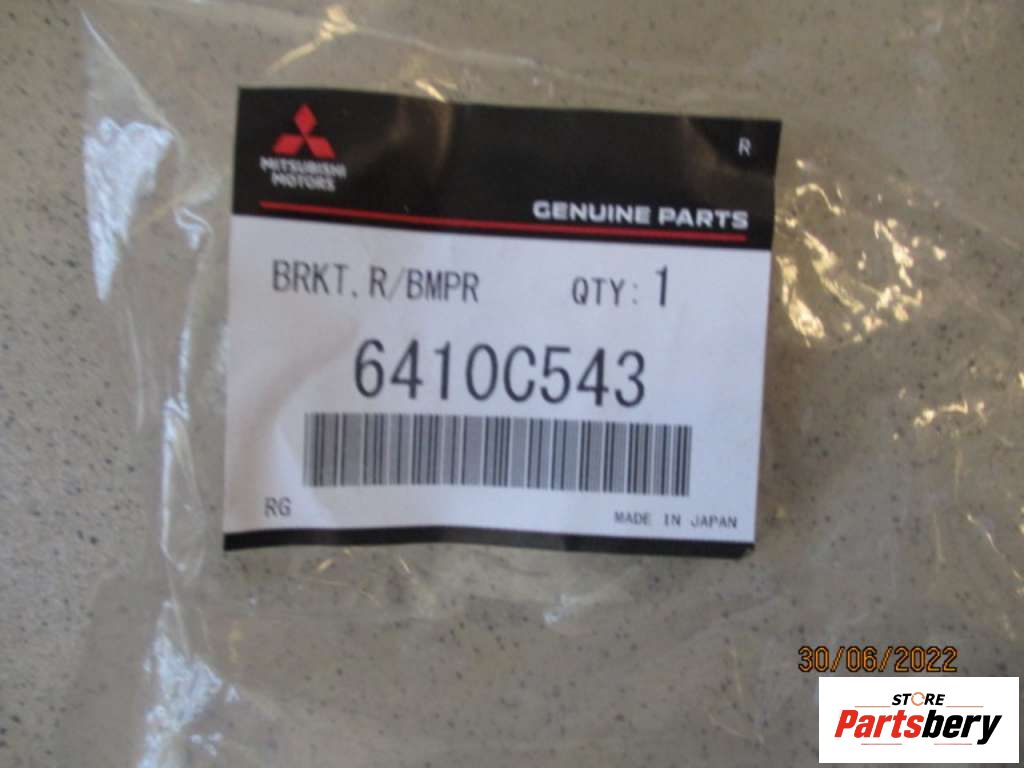 R
MITSUBISHI
MOTORS
GENUINE PARTS
BRKT, R/BMPR QTY: 1
6410C543
RG MADE IN JAPAN
30/06/2022
STORE
Partsbery